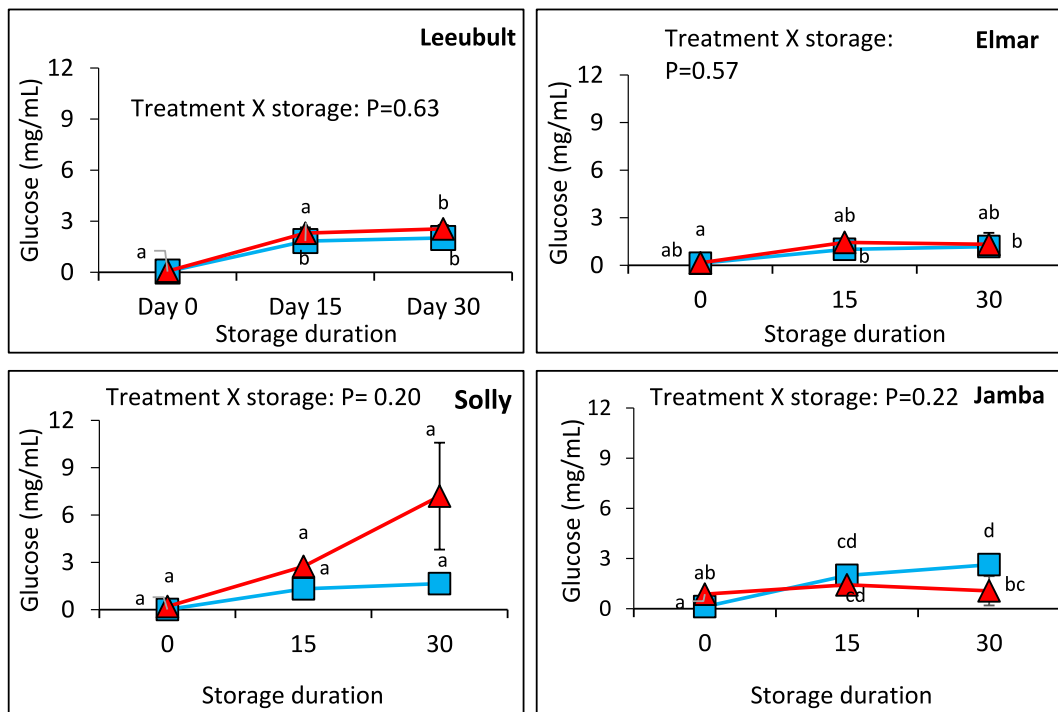 Leeubult
Treatment X storage: P=0.63
Glucose (mg/mL)
12
9
6
3
0
a
a
b
b
b
Day 0 Day 15 Day 30
Storage duration
Treatment X storage:
P=0.57
Elmar
Glucose (mg/mL)
12
9
6
3
0
ab
a
ab
b
ab
b
0 15 30
Storage duration
Treatment X storage: P= 0.20
Solly
Glucose (mg/mL)
12
9
6
3
0
a
a
a
a
a
a
0 15 30
Storage duration
Treatment X storage: P=0.22
Jamba
Glucose (mg/mL)
12
9
6
3
0
a
ab
cd
cd
d
bc
0 15 30
Storage duration